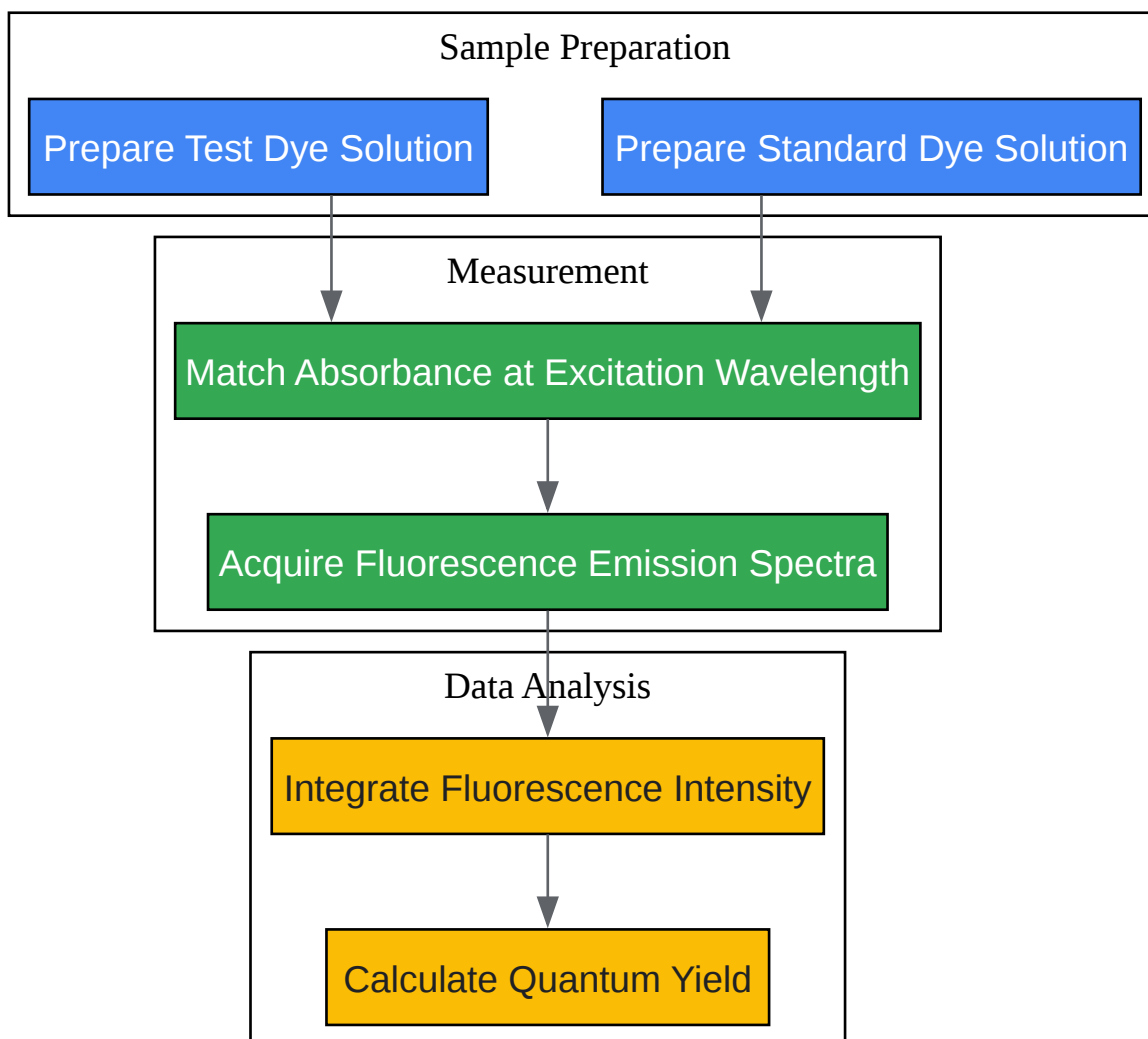 Sample Preparation
Prepare Test Dye Solution
Prepare Standard Dye Solution
Measurement
Match Absorbance at Excitation Wavelength
Acquire Fluorescence Emission Spectra
Data Analysis
Integrate Fluorescence Intensity
Calculate Quantum Yield